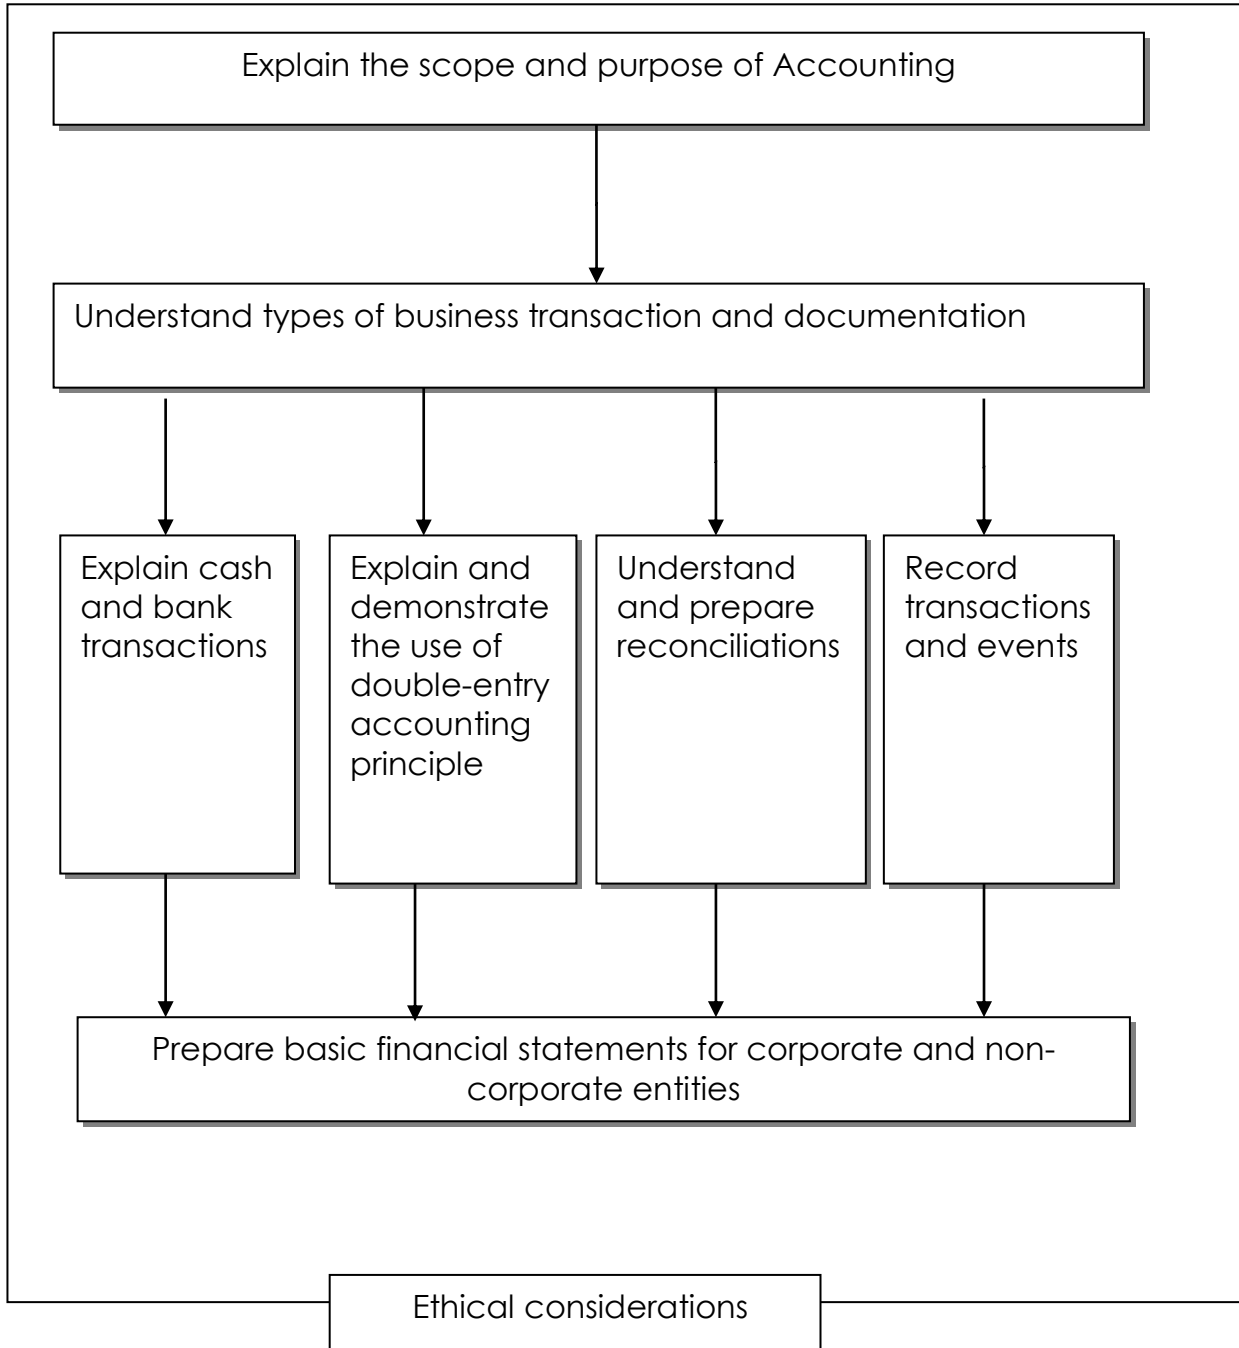 Explain the scope and purpose of Accounting
Understand types of business transaction and documentation
Explain cash
and bank
transactions
Explain and
demonstrate
the use of
double-entry
accounting
principle
Understand
and prepare
reconciliations
Record
transactions
and events
Prepare basic financial statements for corporate and non-
corporate entities
Ethical considerations